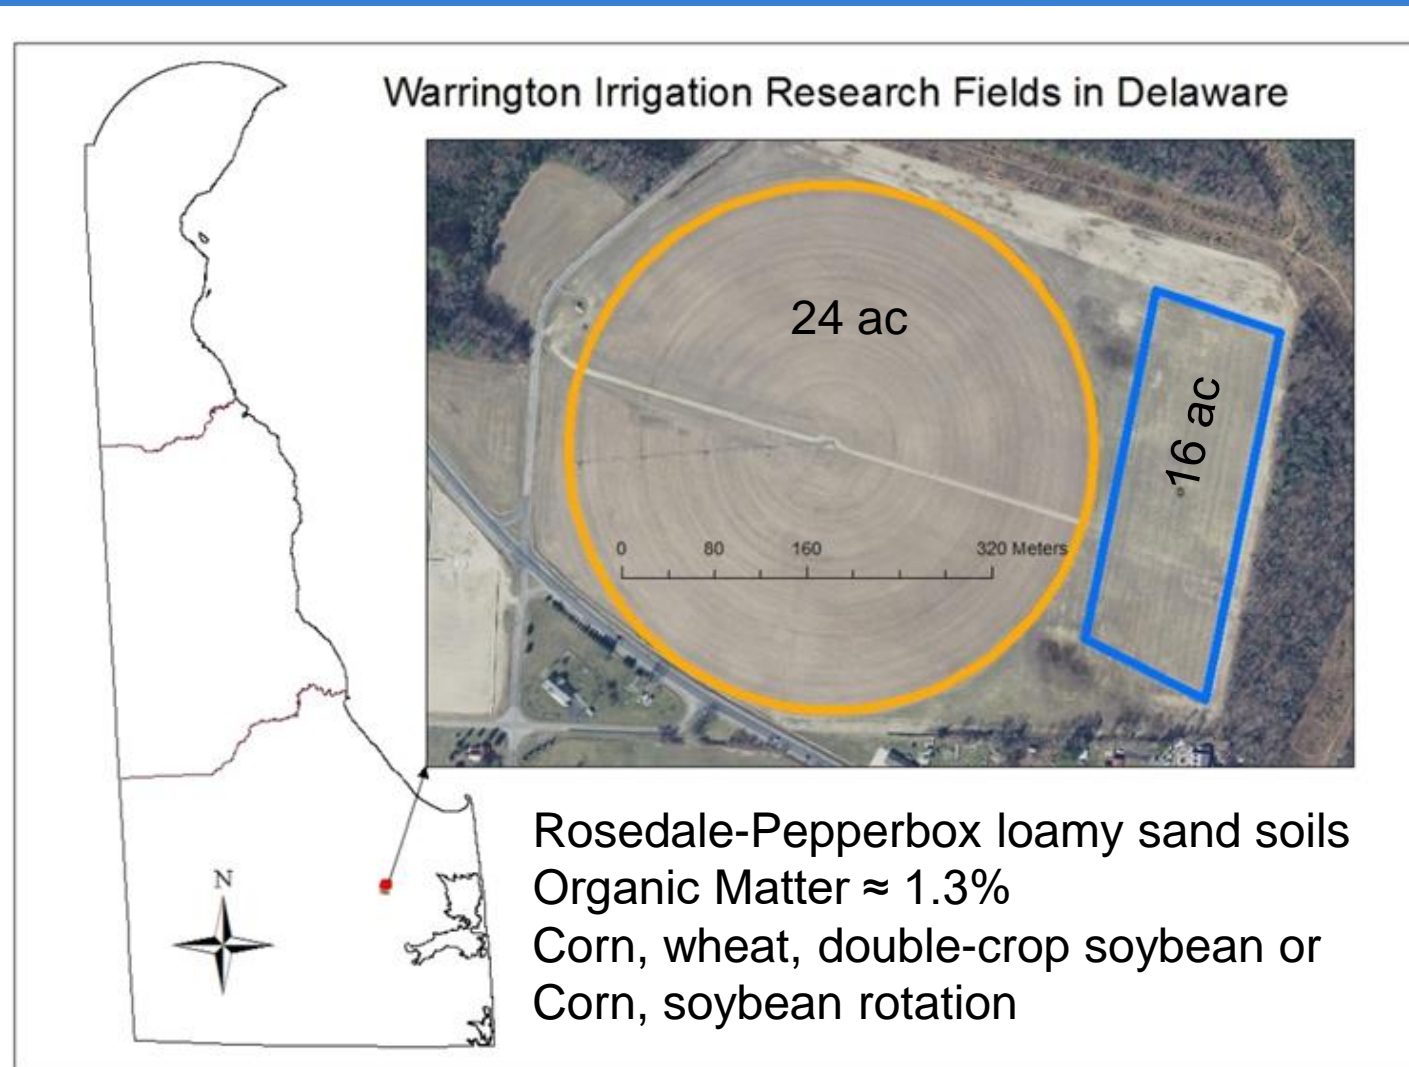 Warrington Irrigation Research Fields in Delaware
24 ac
16 ac
0 80 160 320 Meters
N
Rosedale-Pepperbox loamy sand soils
Organic Matter ≈ 1.3%
Corn, wheat, double-crop soybean or
Corn, soybean rotation